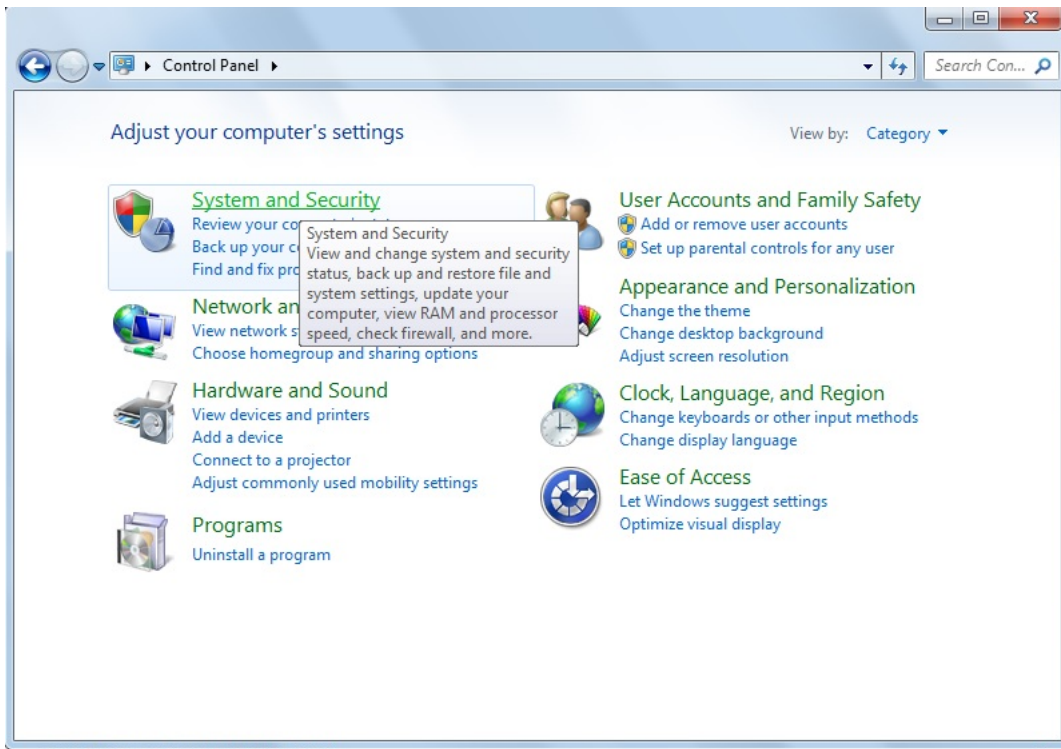 Control Panel
Search Con...
Adjust your computer's settings
View by: Category
System and Security
Review your co
Back up your c
Find and fix pro
System and Security
View and change system and security
status, back up and restore file and
system settings, update your
computer, view RAM and processor
speed, check firewall, and more.
Network an
View network s
Choose homegroup and sharing options
Hardware and Sound
View devices and printers
Add a device
Connect to a projector
Adjust commonly used mobility settings
Programs
Uninstall a program
User Accounts and Family Safety
Add or remove user accounts
Set up parental controls for any user
Appearance and Personalization
Change the theme
Change desktop background
Adjust screen resolution
Clock, Language, and Region
Change keyboards or other input methods
Change display language
Ease of Access
Let Windows suggest settings
Optimize visual display